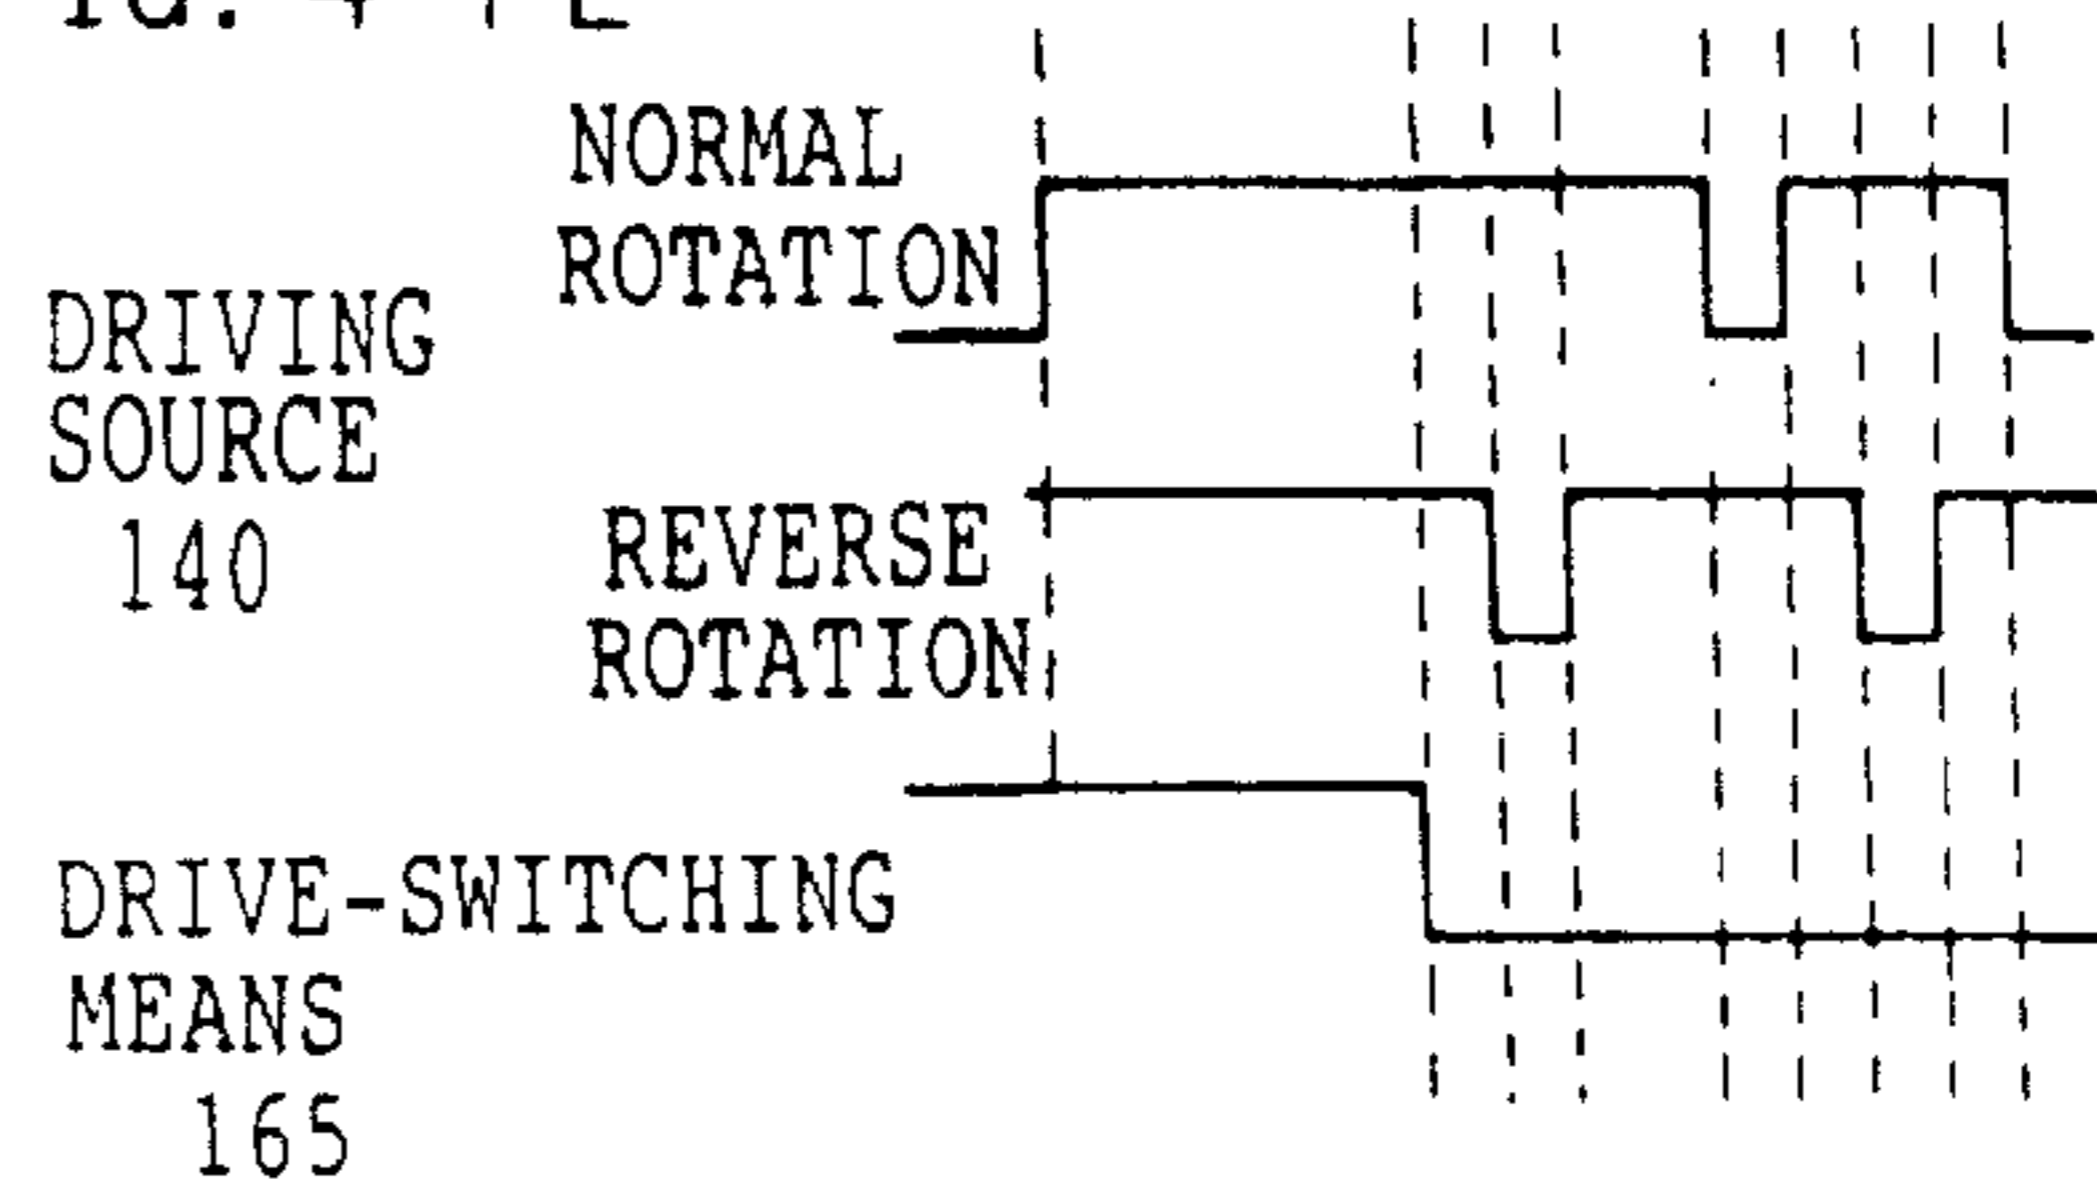 NORMAL
ROTATION
DRIVING
SOURCE
140
REVERSE
ROTATION
DRIVE-SWITCHING
MEANS
165